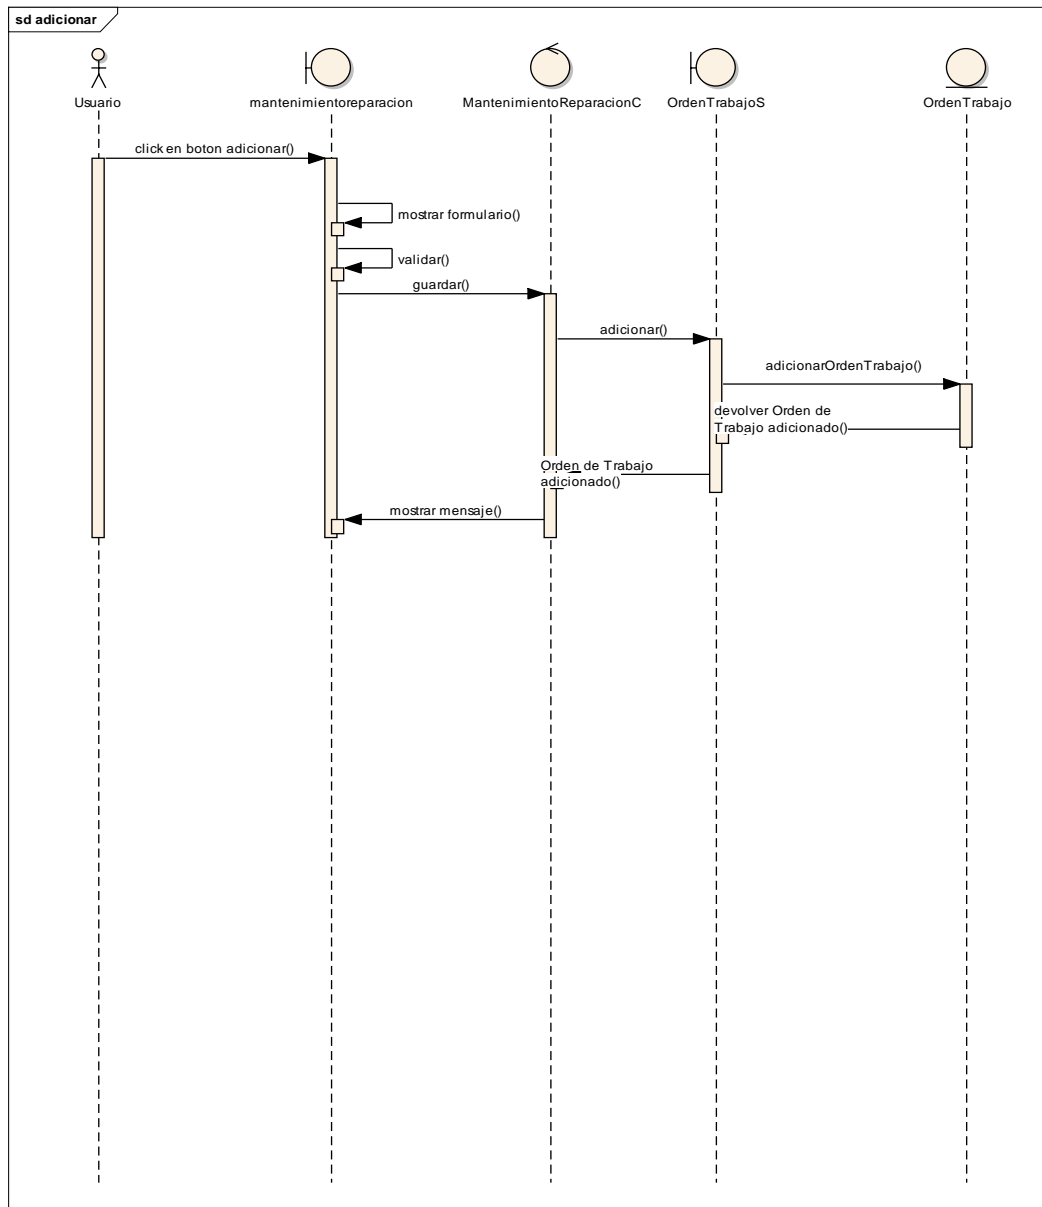 sd adicionar
Usuario
mantenimientoreparacion
MantenimientoReparacionC
OrdenTrabajoS
OrdenTrabajo
click en boton adicionar()
mostrar formulario()
validar()
guardar()
adicionar()
adicionarOrdenTrabajo()
devolver Orden de
Trabajo adicionado()
Orden de Trabajo
adicionado()
mostrar mensaje()